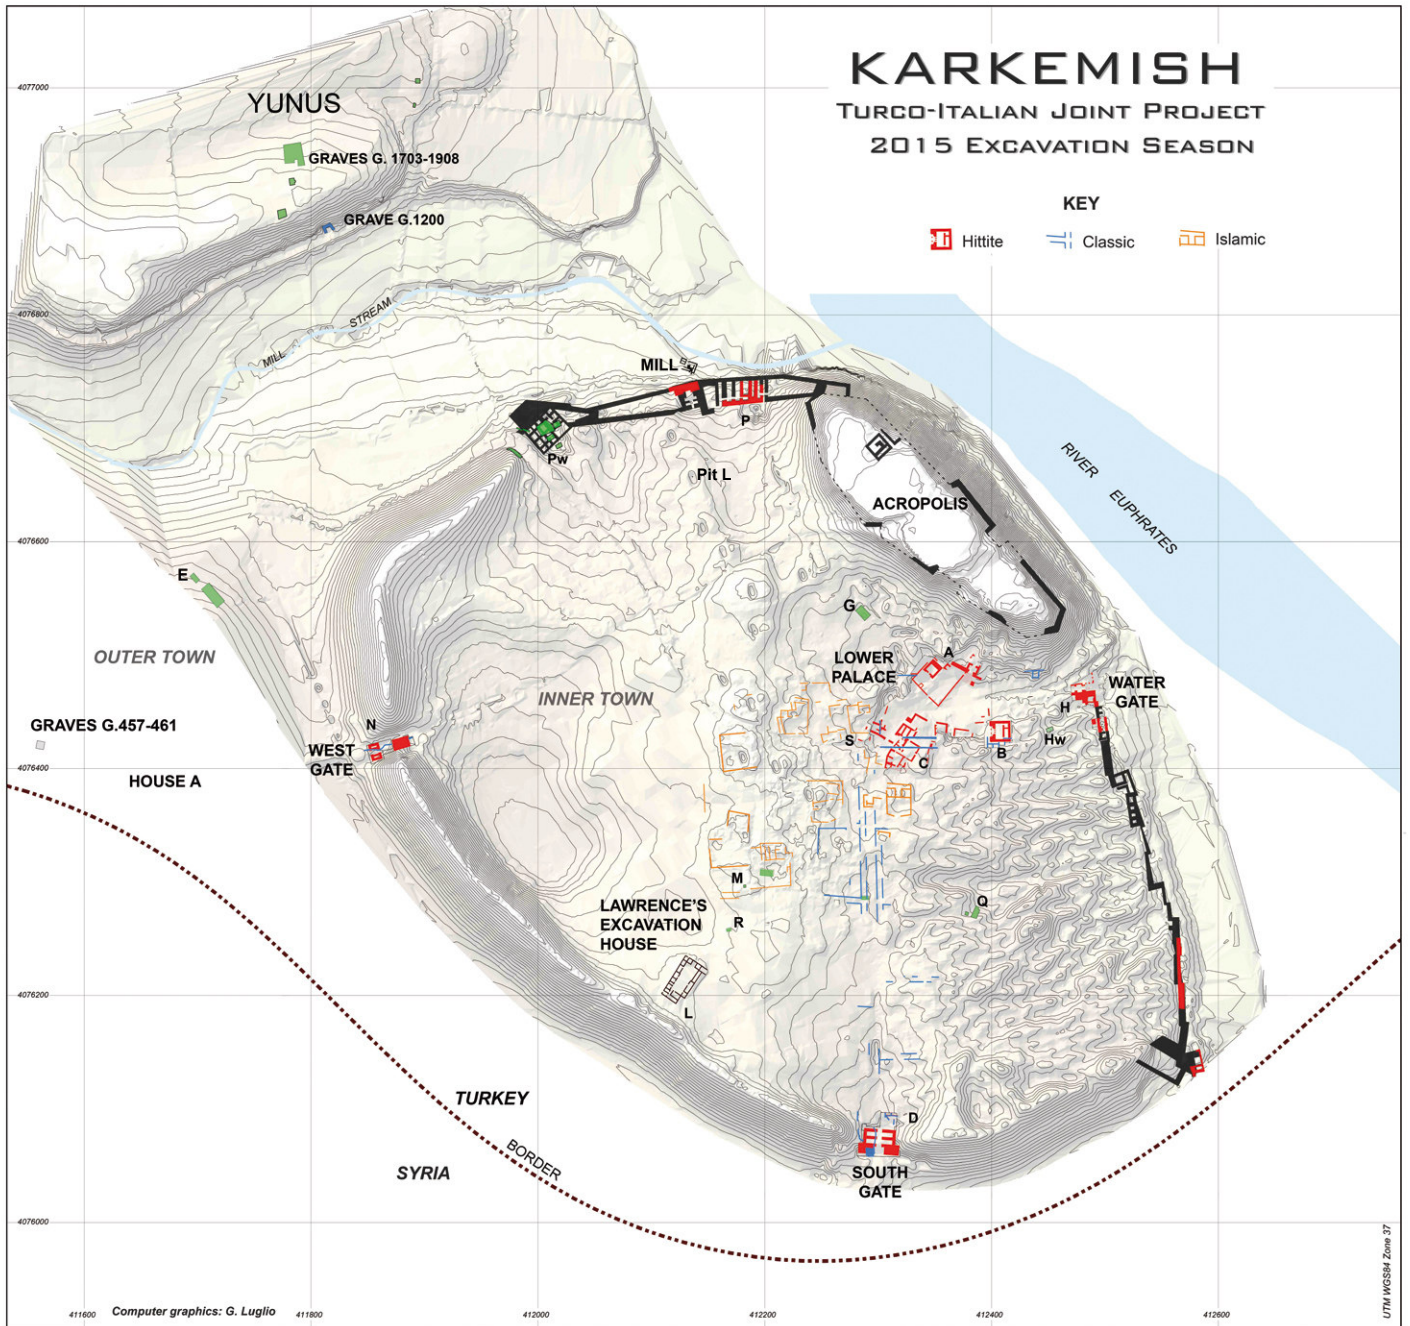 KARKEMISH
TURCO-ITALIAN JOINT PROJECT
2015 EXCAVATION SEASON
KEY
Hittite
Classic
Islamic
4077000
YUNUS
GRAVES G. 1703-1908
GRAVE G.1200
4076800
MILL STREAM
MILL
P
Pw
Pit L
ACROPOLIS
RIVER EUPHRATES
4076600
E
G
OUTER TOWN
INNER TOWN
LOWER
PALACE
A
WATER
GATE
H
Hw
GRAVES G.457-461
N
WEST
GATE
S
B
C
4076400
HOUSE A
M
Q
R
LAWRENCE'S
EXCAVATION
HOUSE
4076200
L
TURKEY
BORDER
SYRIA
D
SOUTH
GATE
4076000
UTM WGS84 Zone 37
Computer graphics: G. Luglio
411600
411800
412000
412200
412400
412600